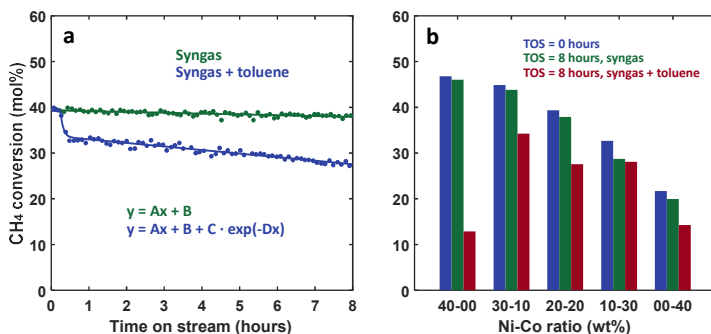 a
Syngas
Syngas + toluene
y = Ax + B
y = Ax + B + C · exp(-Dx)
CH₄ conversion (mol%)
60
50
40
30
20
10
0
0 1 2 3 4 5 6 7 8
Time on stream (hours)
b
TOS = 0 hours
TOS = 8 hours, syngas
TOS = 8 hours, syngas + toluene
60
50
40
30
20
10
0
40-00 30-10 20-20 10-30 00-40
Ni-Co ratio (wt%)